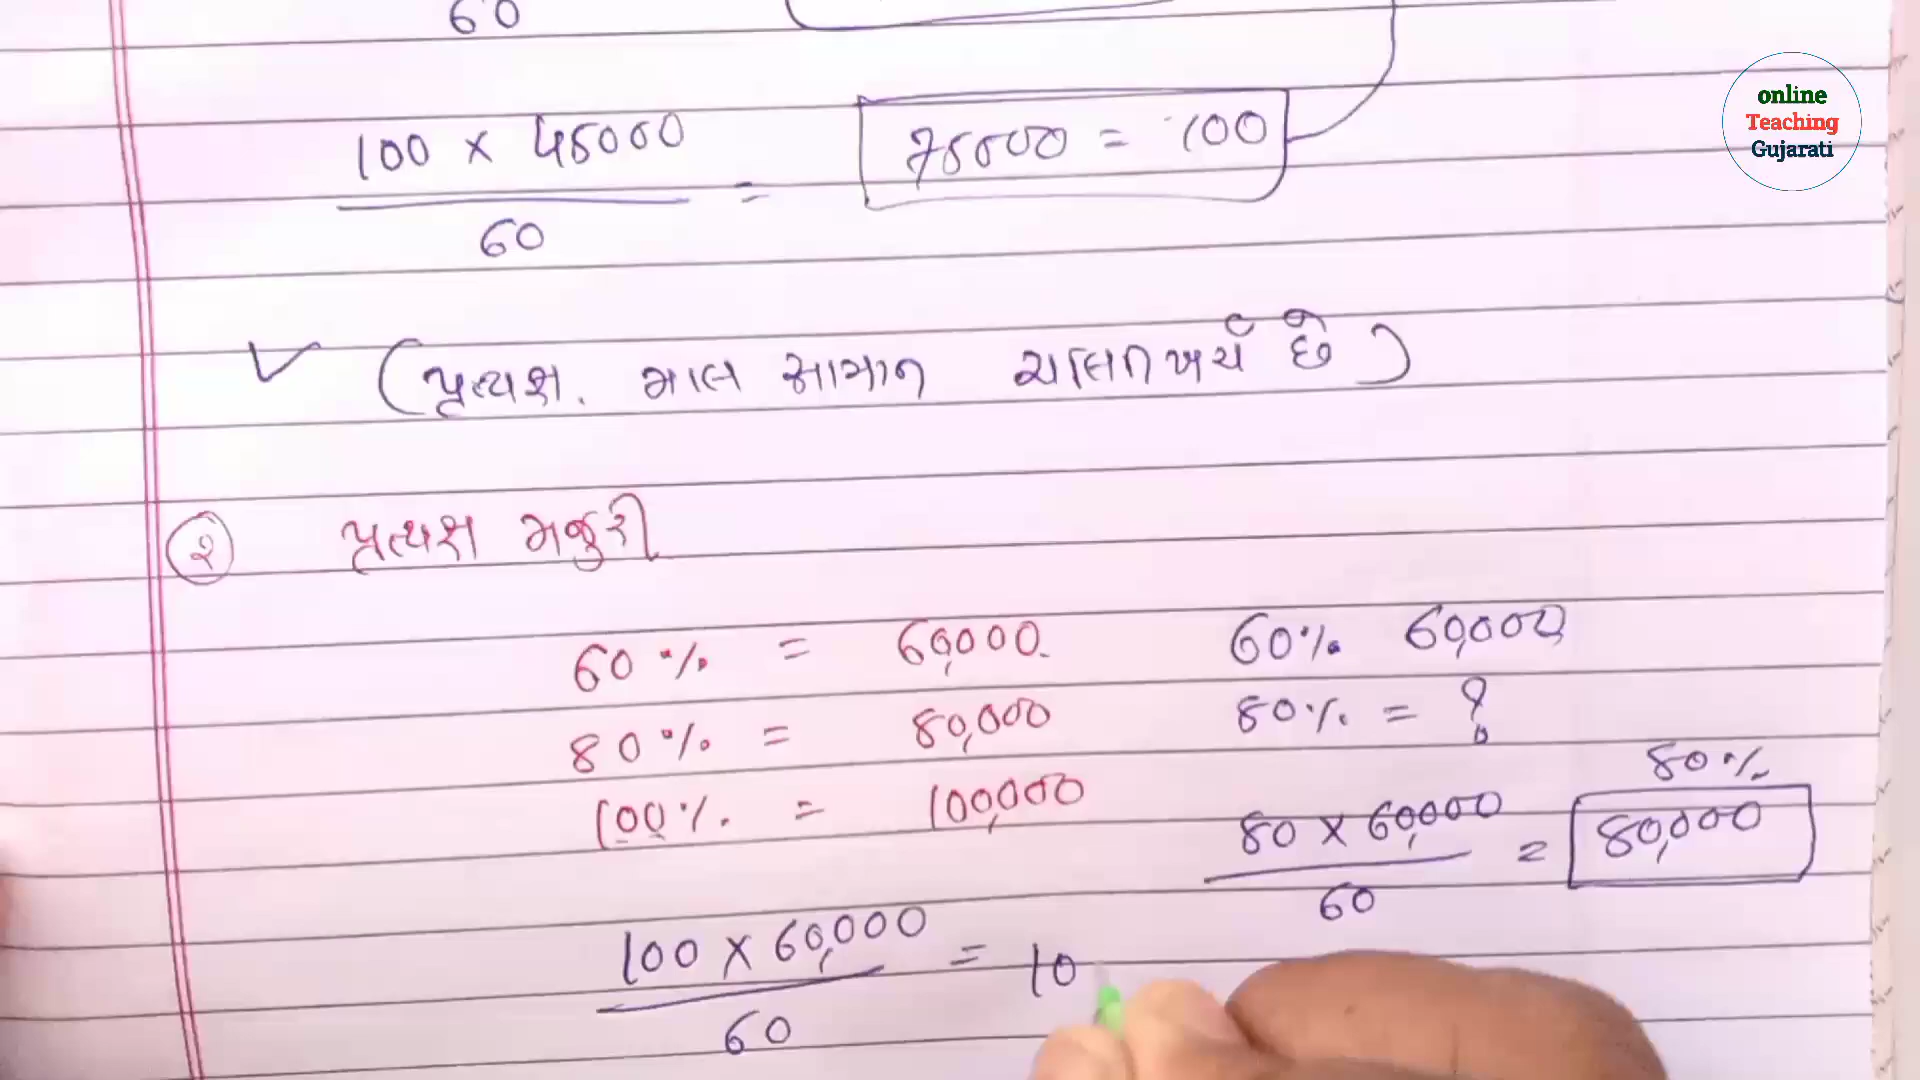 60
100 x 45000
60
= 75000 = 100
online
Teaching
Gujarati
(પ્રત્યક્ષ. માલ સામાન ચલિત ખર્ચ છે)
૨ પ્રત્યક્ષ મજુરી
60% = 60,000
80% = 80,000
100% = 100,000
60% 60,000
80% = ?
80%
80 x 60,000 = 80,000
60
100 x 60,000 = 10
60